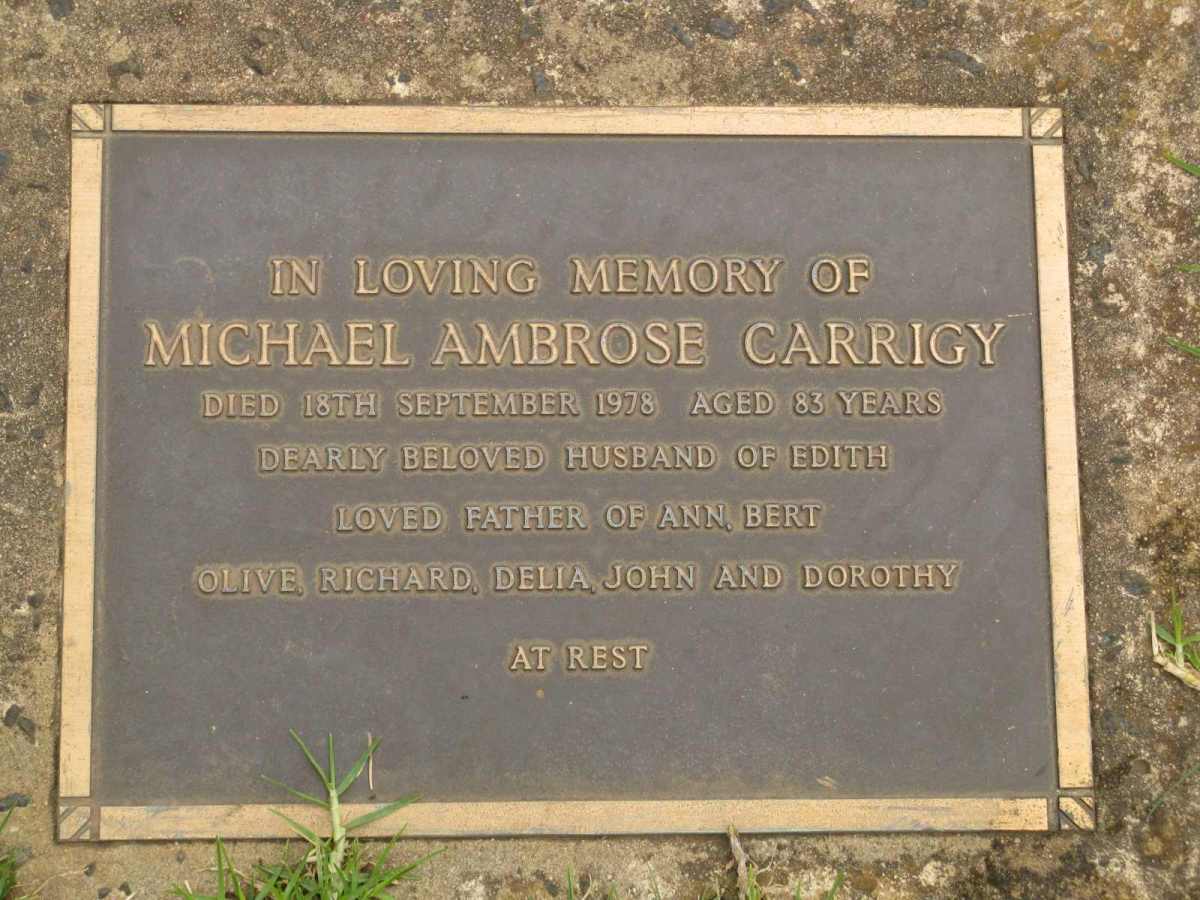 IN LOVING MEMORY OF
MICHAEL AMBROSE CARRIGY
DIED 18TH SEPTEMBER 1978 AGED 83 YEARS
DEARLY BELOVED HUSBAND OF EDITH
LOVED FATHER OF ANN, BERT
OLIVE, RICHARD, DELIA, JOHN AND DOROTHY
AT REST